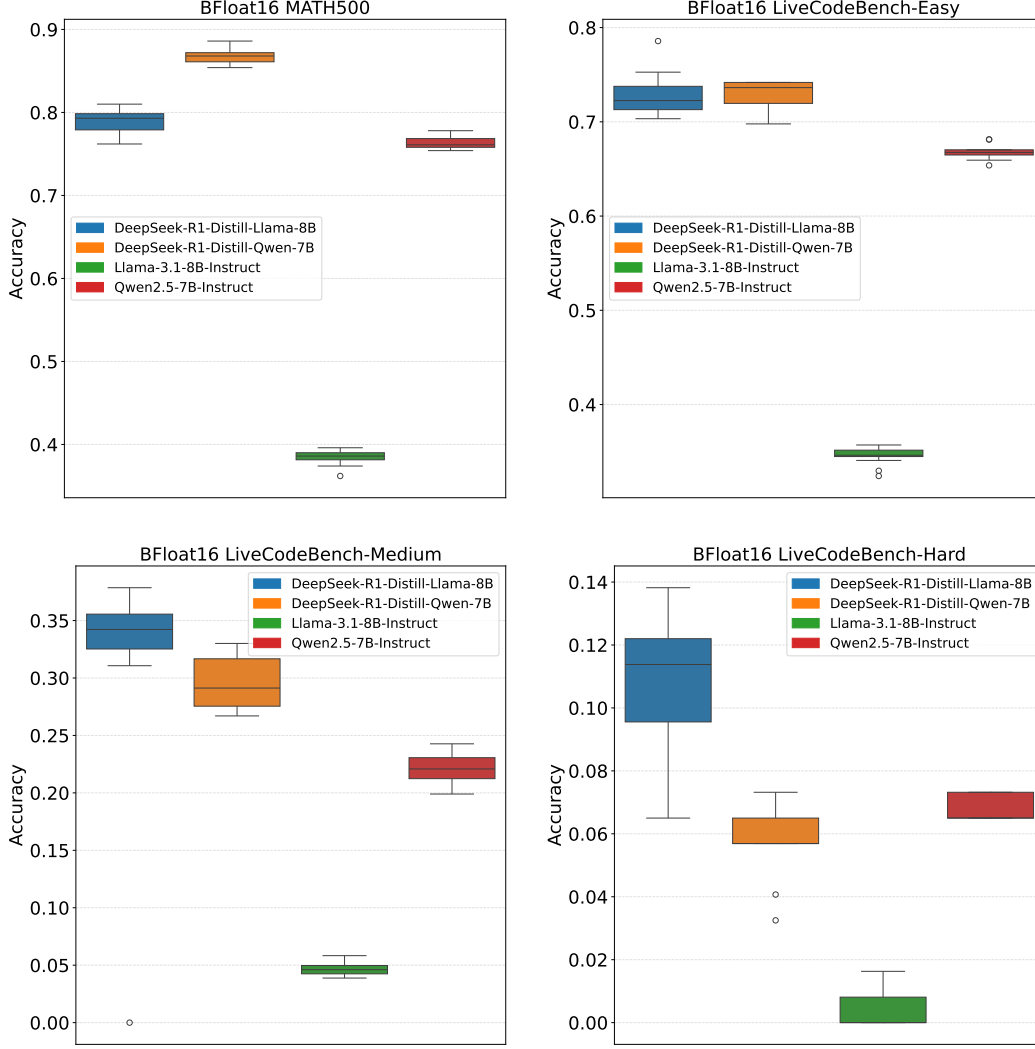 BFloat16 MATH500
Accuracy
0.9
0.8
0.7
0.6
0.5
0.4
DeepSeek-R1-Distill-Llama-8B
DeepSeek-R1-Distill-Qwen-7B
Llama-3.1-8B-Instruct
Qwen2.5-7B-Instruct
BFloat16 LiveCodeBench-Easy
Accuracy
0.8
0.7
0.6
0.5
0.4
DeepSeek-R1-Distill-Llama-8B
DeepSeek-R1-Distill-Qwen-7B
Llama-3.1-8B-Instruct
Qwen2.5-7B-Instruct
BFloat16 LiveCodeBench-Medium
Accuracy
0.35
0.30
0.25
0.20
0.15
0.10
0.05
0.00
DeepSeek-R1-Distill-Llama-8B
DeepSeek-R1-Distill-Qwen-7B
Llama-3.1-8B-Instruct
Qwen2.5-7B-Instruct
BFloat16 LiveCodeBench-Hard
Accuracy
0.14
0.12
0.10
0.08
0.06
0.04
0.02
0.00
DeepSeek-R1-Distill-Llama-8B
DeepSeek-R1-Distill-Qwen-7B
Llama-3.1-8B-Instruct
Qwen2.5-7B-Instruct